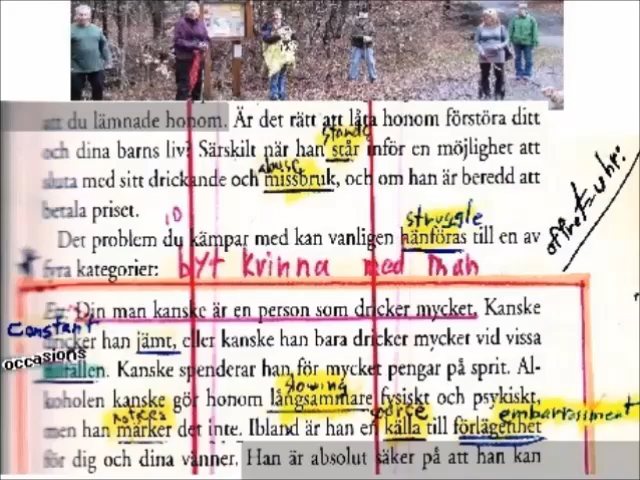 att du lämnade honom. Är det rätt att låta honom förstöra ditt
stands
och dina barns liv? Särskilt när han står inför en möjlighet att
abuse
sluta med sitt drickande och missbruk, och om han är beredd att
betala priset.
struggle
Det problem du kämpar med kan vanligen hänföras till en av
fyra kategorier:
byt kvinna med man
Din man kanske är en person som dricker mycket. Kanske
Constant
dricker han jämt, eller kanske han bara dricker mycket vid vissa
occasions
tillfällen. Kanske spenderar han för mycket pengar på sprit. Al-
slowing
koholen kanske gör honom långsammare fysiskt och psykiskt,
notices
embarrassment
men han märker det inte. Ibland är han en källa till förlägenhet
för dig och dina vänner. Han är absolut säker på att han kan